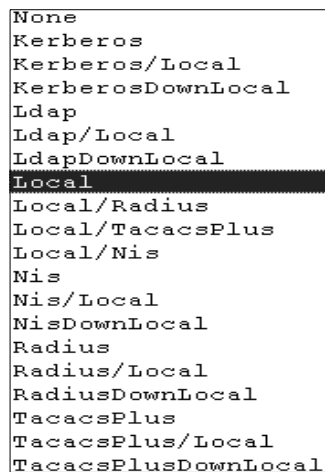 None
Kerberos
Kerberos/Local
KerberosDownLocal
Ldap
Ldap/Local
LdapDownLocal
Local
Local/Radius
Local/TacacsPlus
Local/Nis
Nis
Nis/Local
NisDownLocal
Radius
Radius/Local
RadiusDownLocal
TacacsPlus
TacacsPlus/Local
TacacsPlusDownLocal